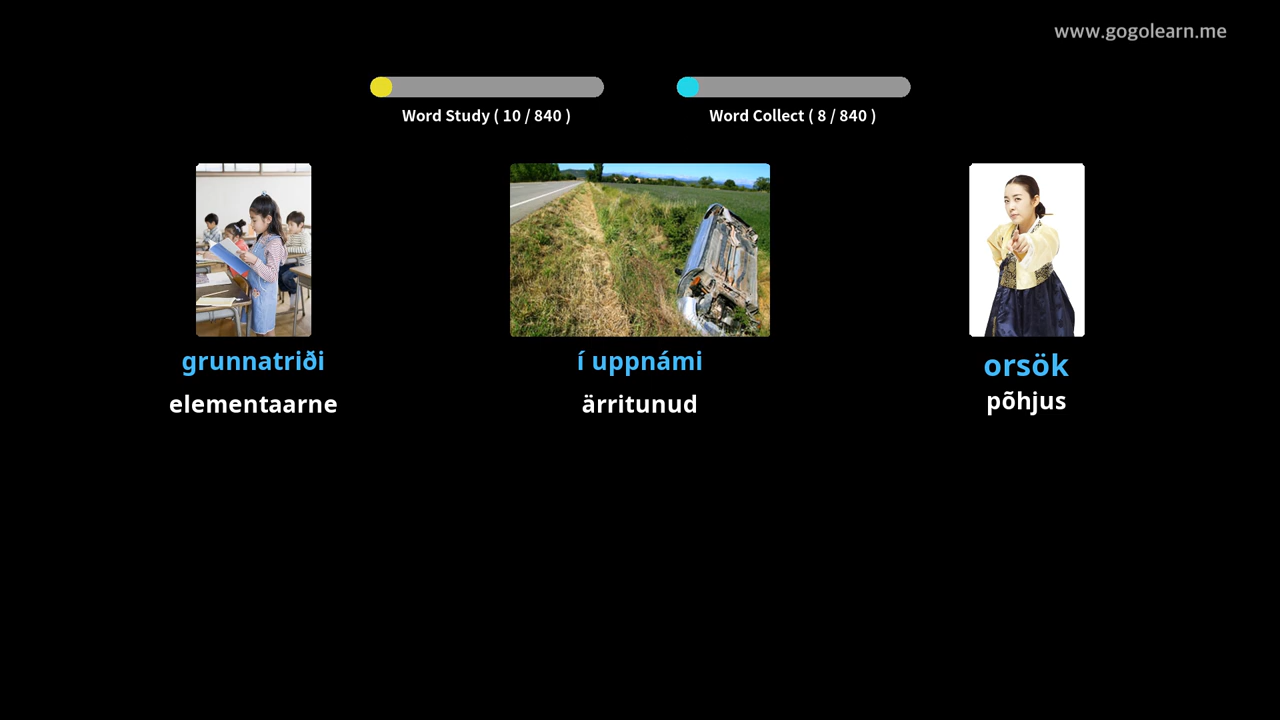 www.gogolearn.me
Word Study ( 10 / 840 )
Word Collect ( 8 / 840 )
grunnatriði
elementaarne
í uppnámi
ärritunud
orsök
põhjus